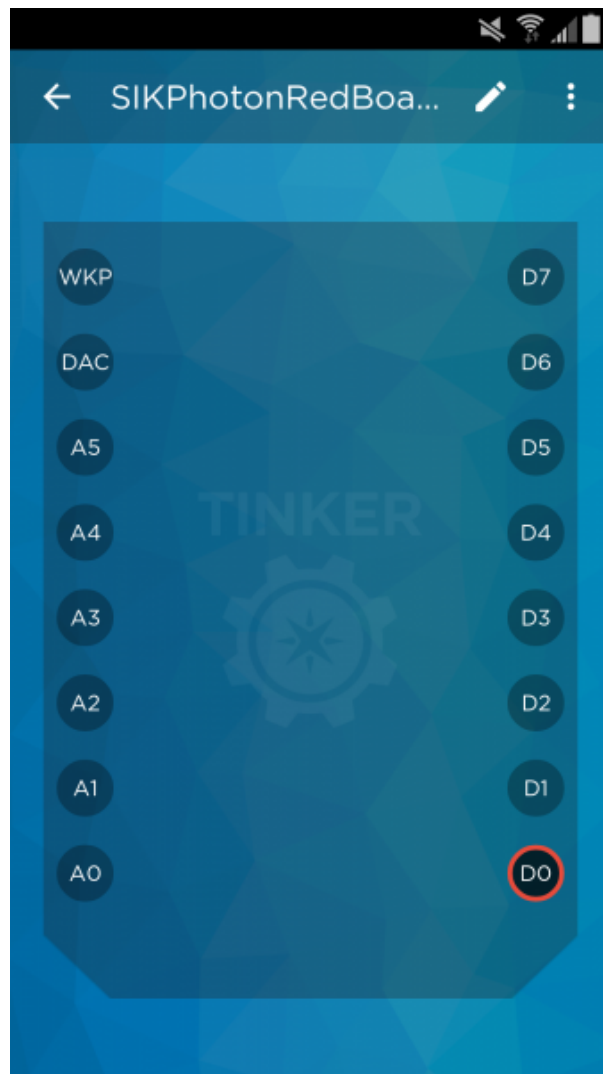 SIKPhotonRedBoa...
WKP D7
DAC D6
A5 D5
TINKER
A4 D4
A3 D3
A2 D2
A1 D1
A0 D0